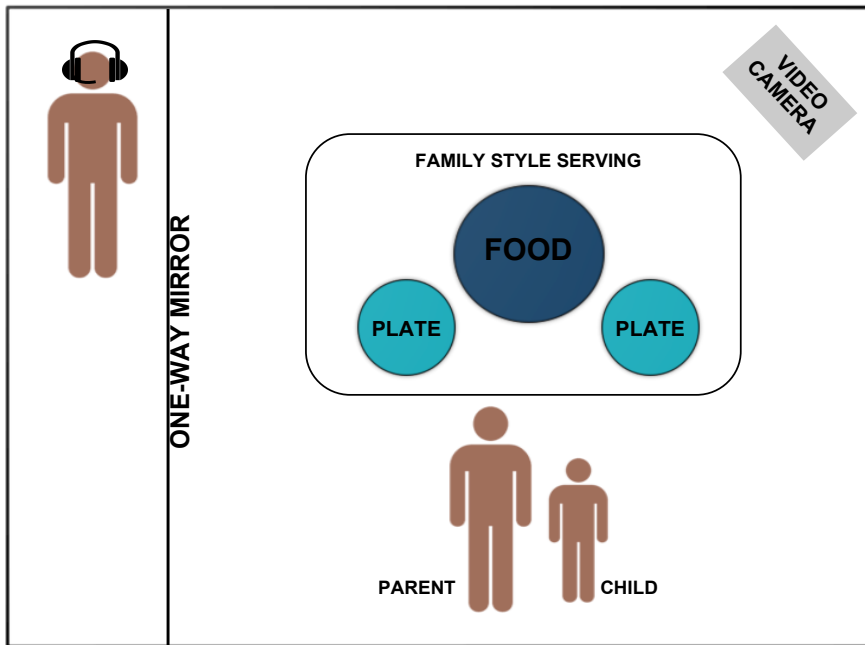 VIDEO
CAMERA
FAMILY STYLE SERVING
FOOD
ONE-WAY MIRROR
PLATE
PLATE
PARENT
CHILD